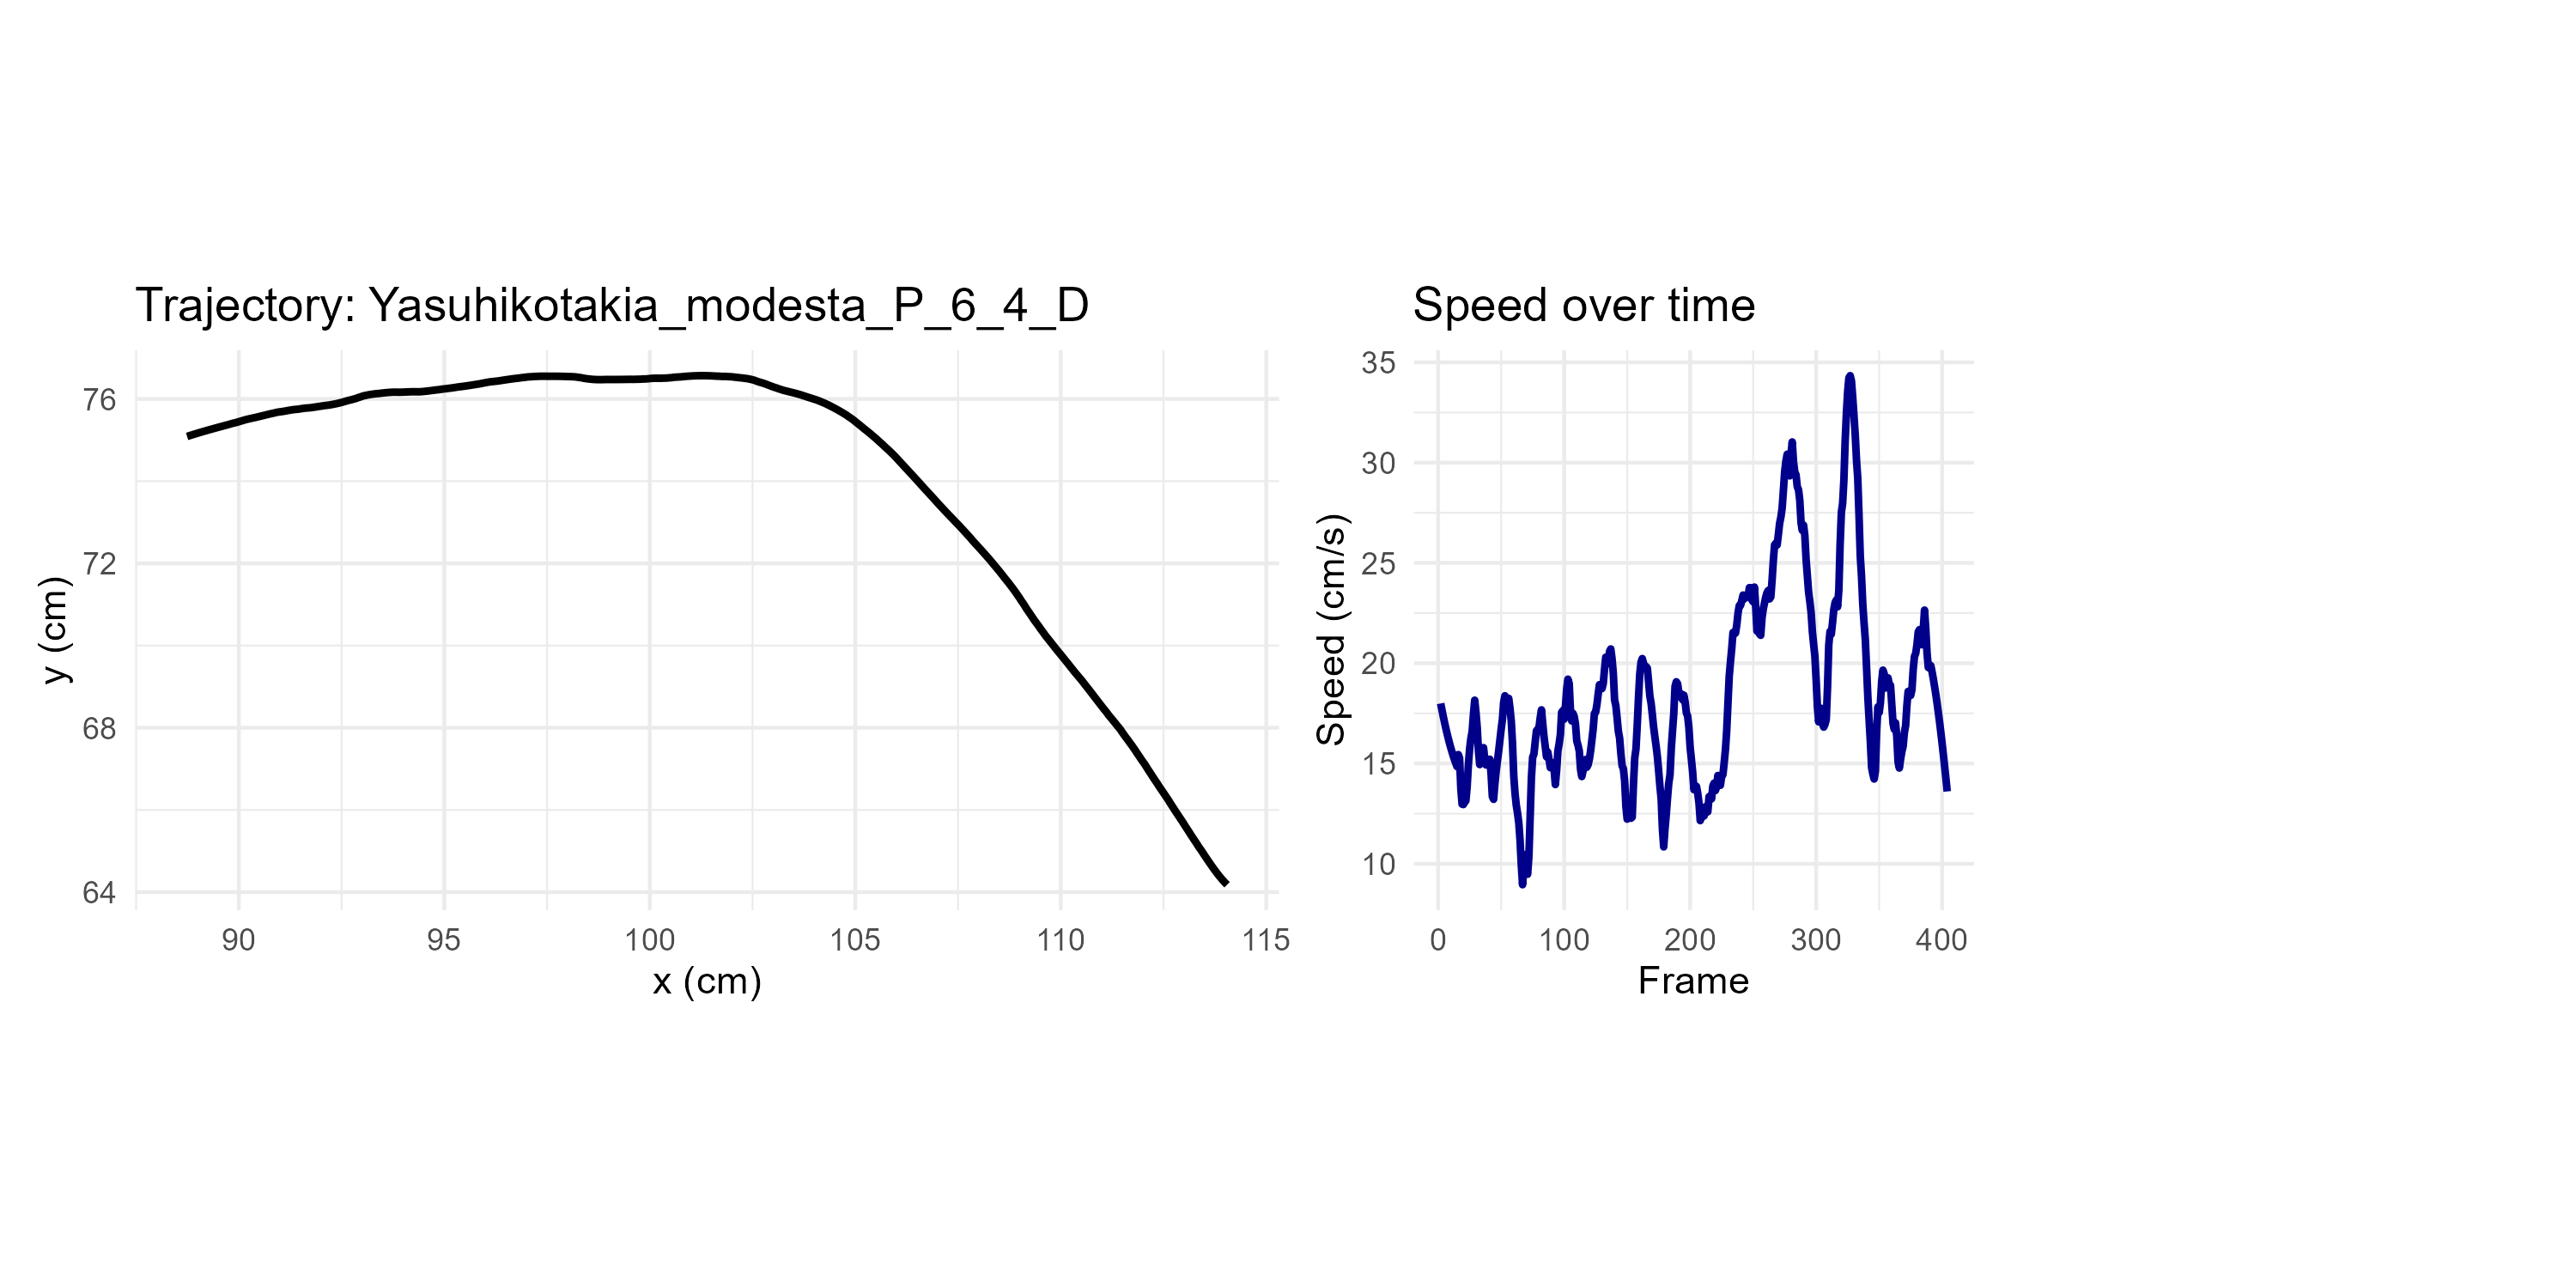 Trajectory: Yasuhikotakia_modesta_P_6_4_D
76
72
68
64
y (cm)
90 95 100 105 110 115
x (cm)
Speed over time
35
30
25
20
15
10
Speed (cm/s)
0 100 200 300 400
Frame